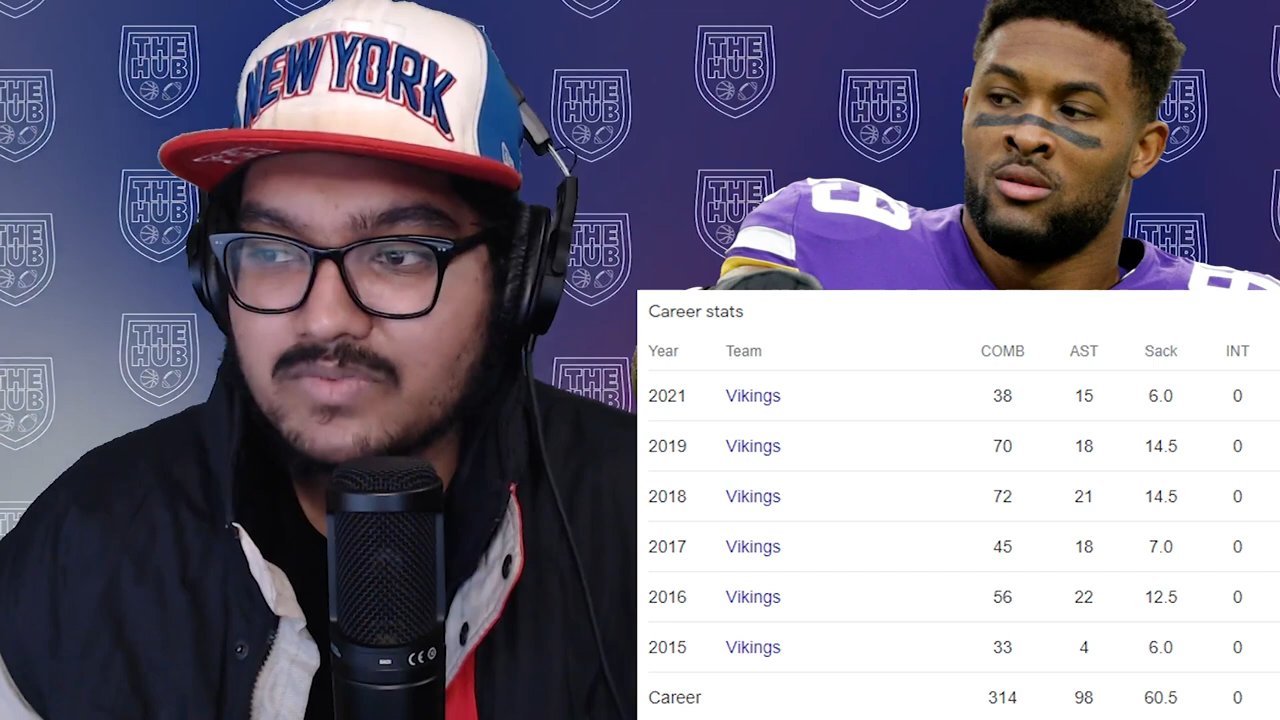 THE
HUB
NEW YORK
69
Career stats
Year Team COMB AST Sack INT
2021 Vikings 38 15 6.0 0
2019 Vikings 70 18 14.5 0
2018 Vikings 72 21 14.5 0
2017 Vikings 45 18 7.0 0
2016 Vikings 56 22 12.5 0
2015 Vikings 33 4 6.0 0
Career 314 98 60.5 0